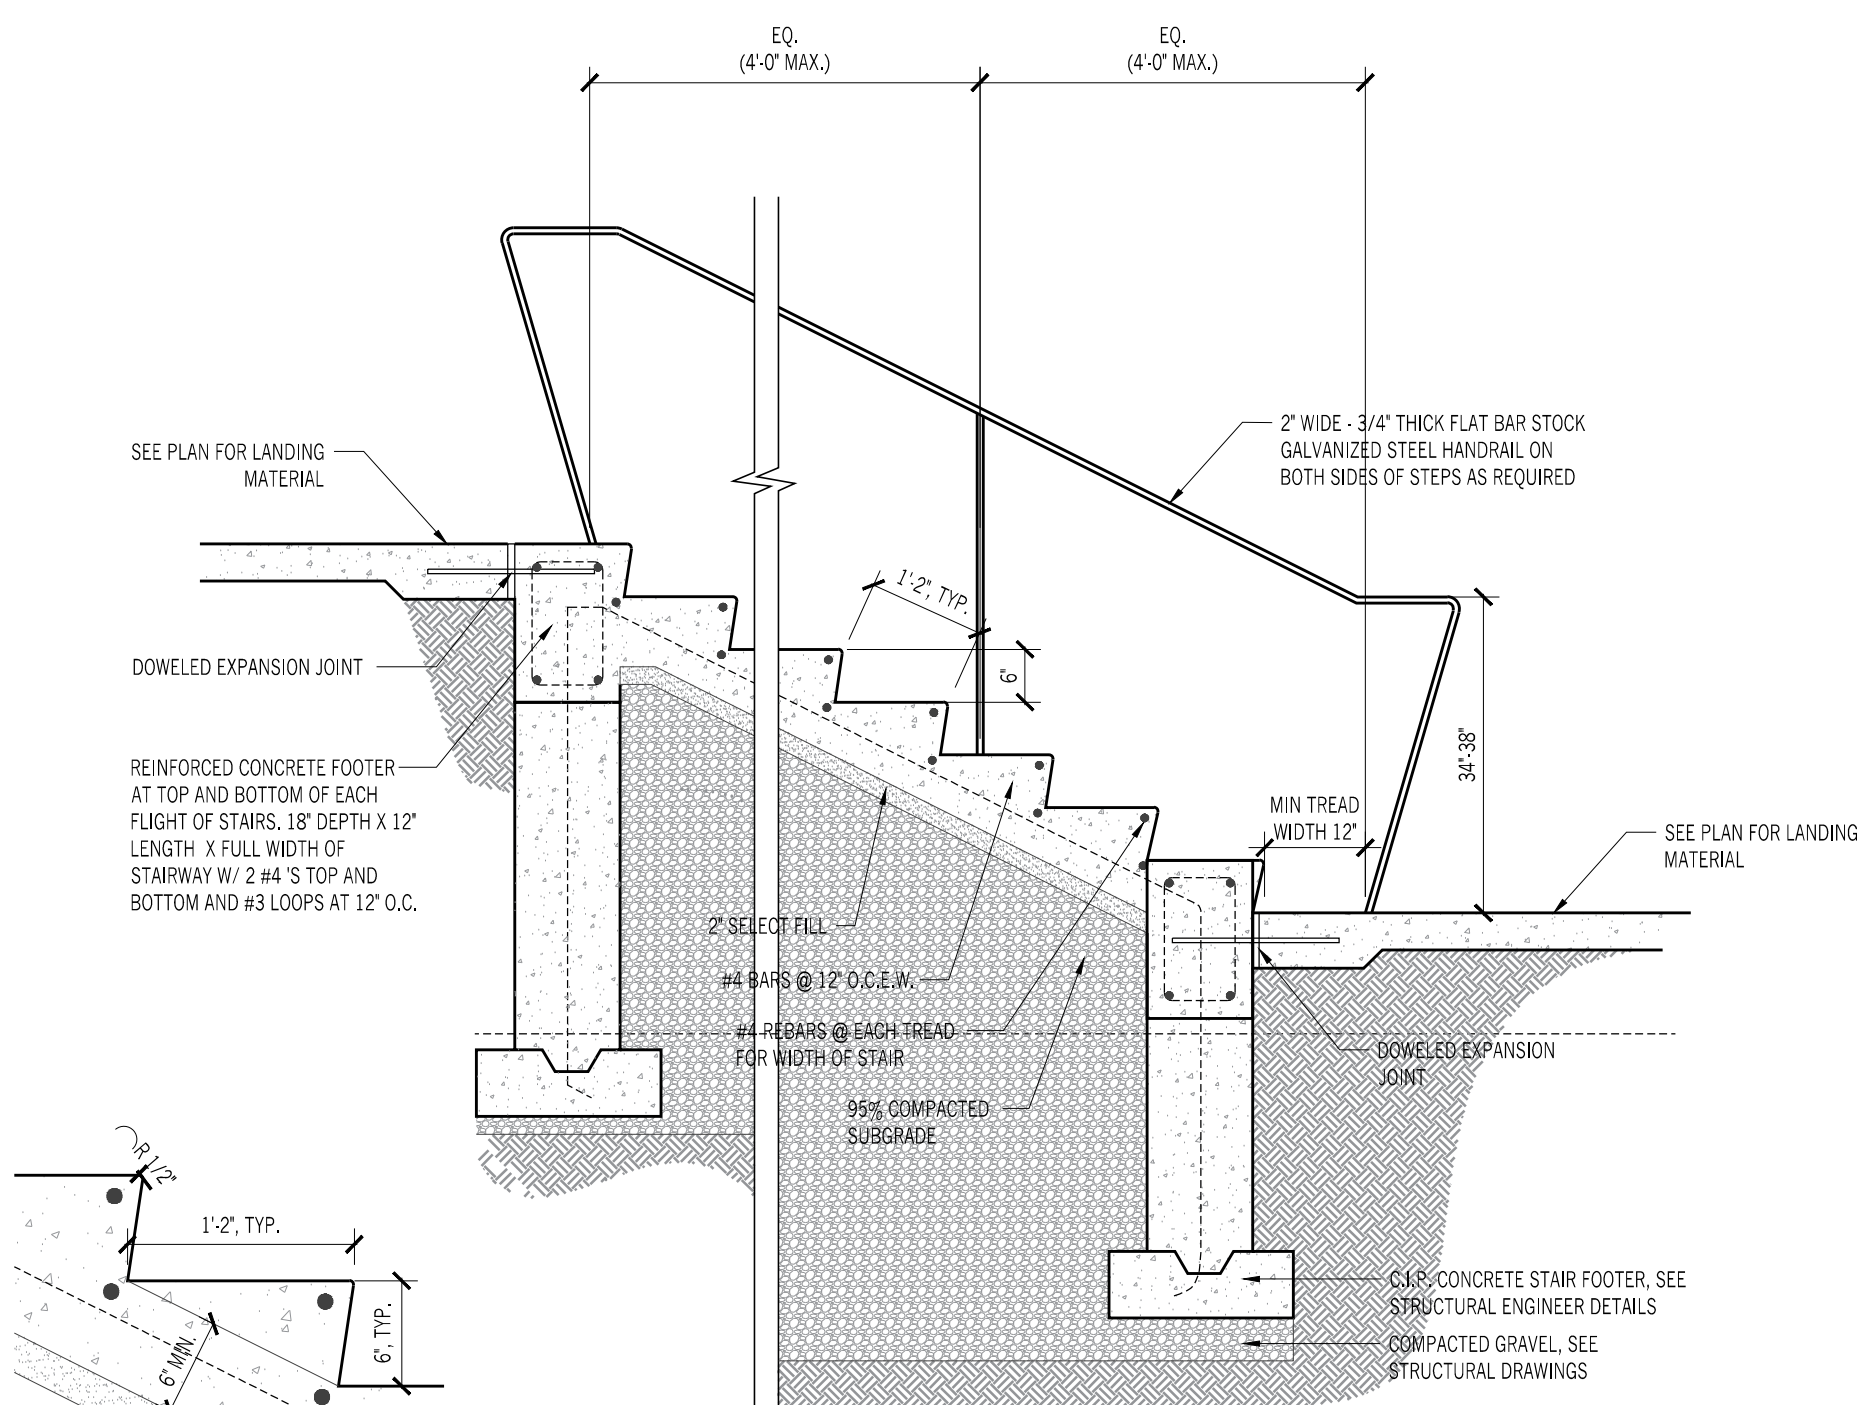 EQ.
(4'-0" MAX.)
EQ.
(4'-0" MAX.)
2" WIDE - 3/4" THICK FLAT BAR STOCK
GALVANIZED STEEL HANDRAIL ON
BOTH SIDES OF STEPS AS REQUIRED
SEE PLAN FOR LANDING
MATERIAL
1'-2", TYP.
6"
DOWELED EXPANSION JOINT
REINFORCED CONCRETE FOOTER
AT TOP AND BOTTOM OF EACH
FLIGHT OF STAIRS. 18" DEPTH X 12"
LENGTH X FULL WIDTH OF
STAIRWAY W/ 2 #4 'S TOP AND
BOTTOM AND #3 LOOPS AT 12" O.C.
34"-38"
MIN TREAD
WIDTH 12"
SEE PLAN FOR LANDING
MATERIAL
2" SELECT FILL
#4 BARS @ 12" O.C.E.W.
#4 REBARS @ EACH TREAD
FOR WIDTH OF STAIR
95% COMPACTED
SUBGRADE
DOWELED EXPANSION
JOINT
C.I.P. CONCRETE STAIR FOOTER, SEE
STRUCTURAL ENGINEER DETAILS
COMPACTED GRAVEL, SEE
STRUCTURAL DRAWINGS
R 1/2"
1'-2", TYP.
6", TYP.
6" MIN.